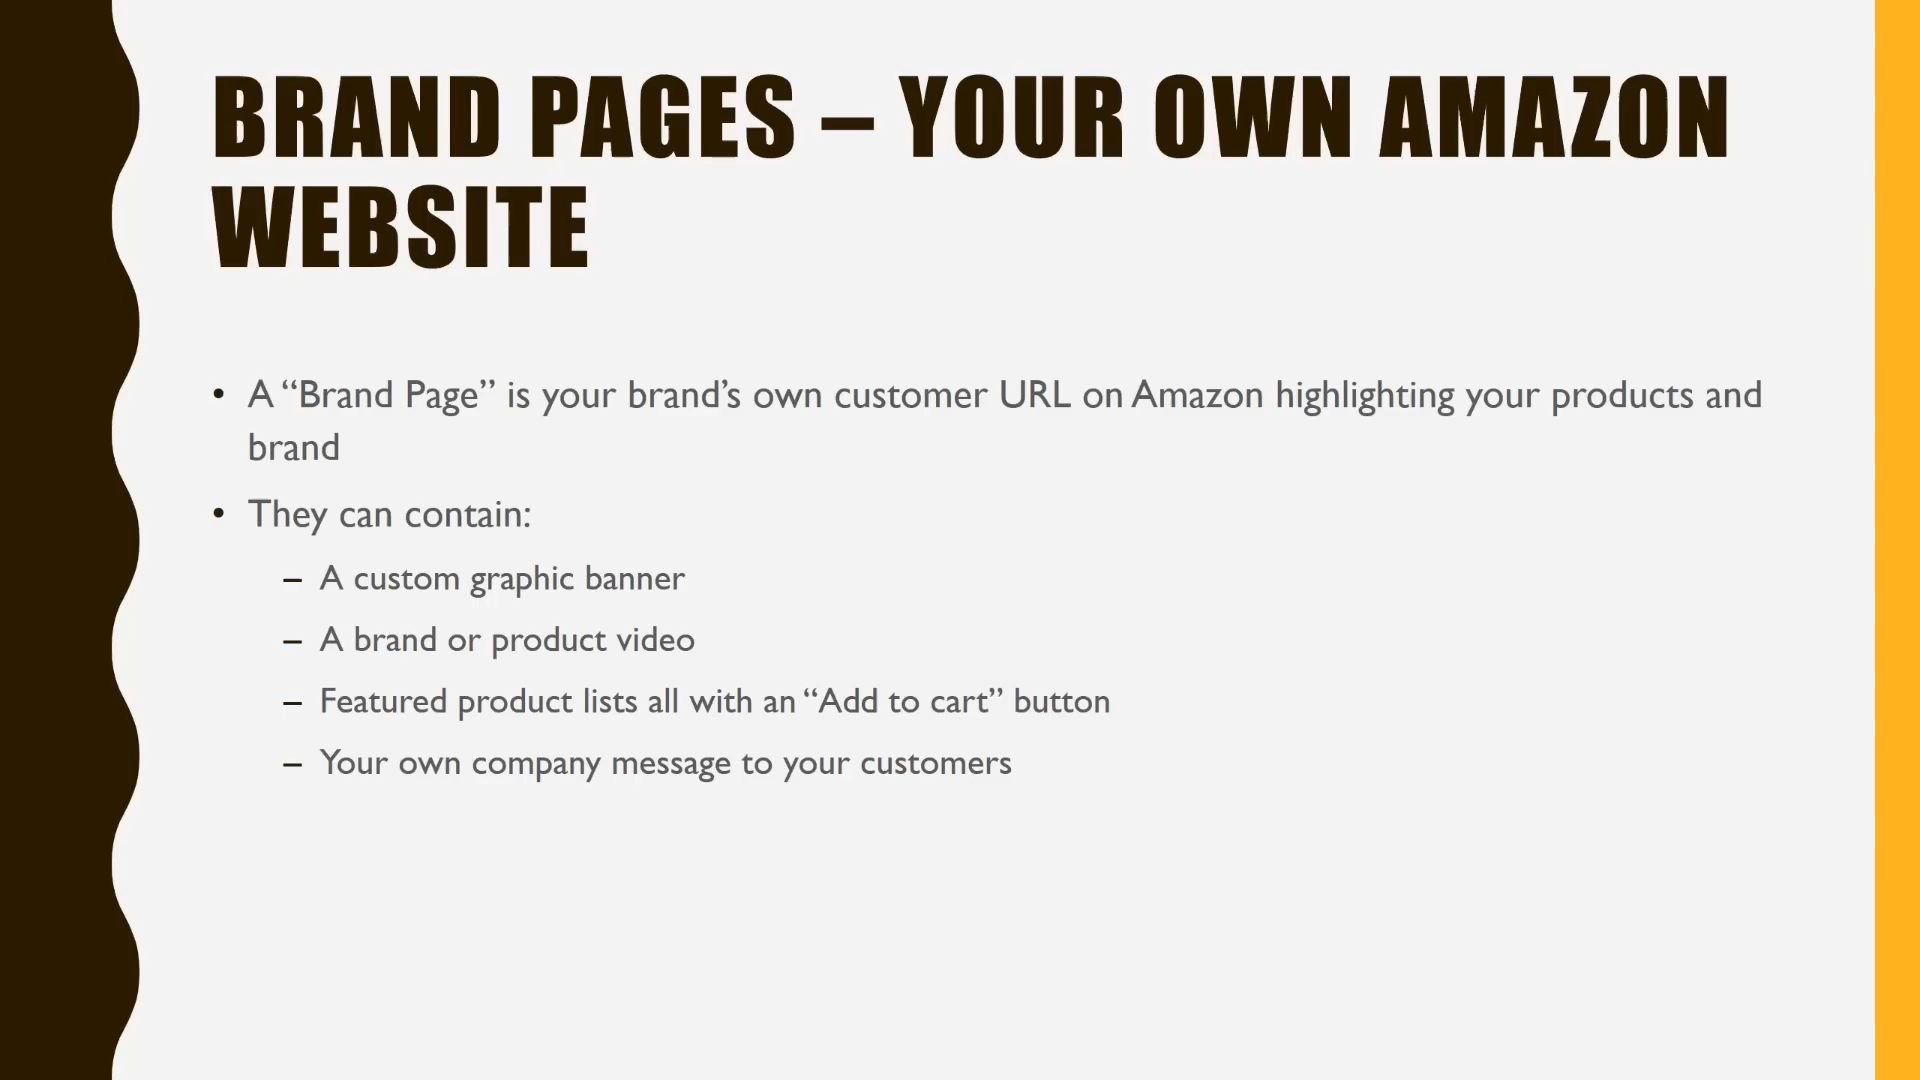 BRAND PAGES – YOUR OWN AMAZON
WEBSITE
• A “Brand Page” is your brand’s own customer URL on Amazon highlighting your products and
brand
• They can contain:
– A custom graphic banner
– A brand or product video
– Featured product lists all with an “Add to cart” button
– Your own company message to your customers